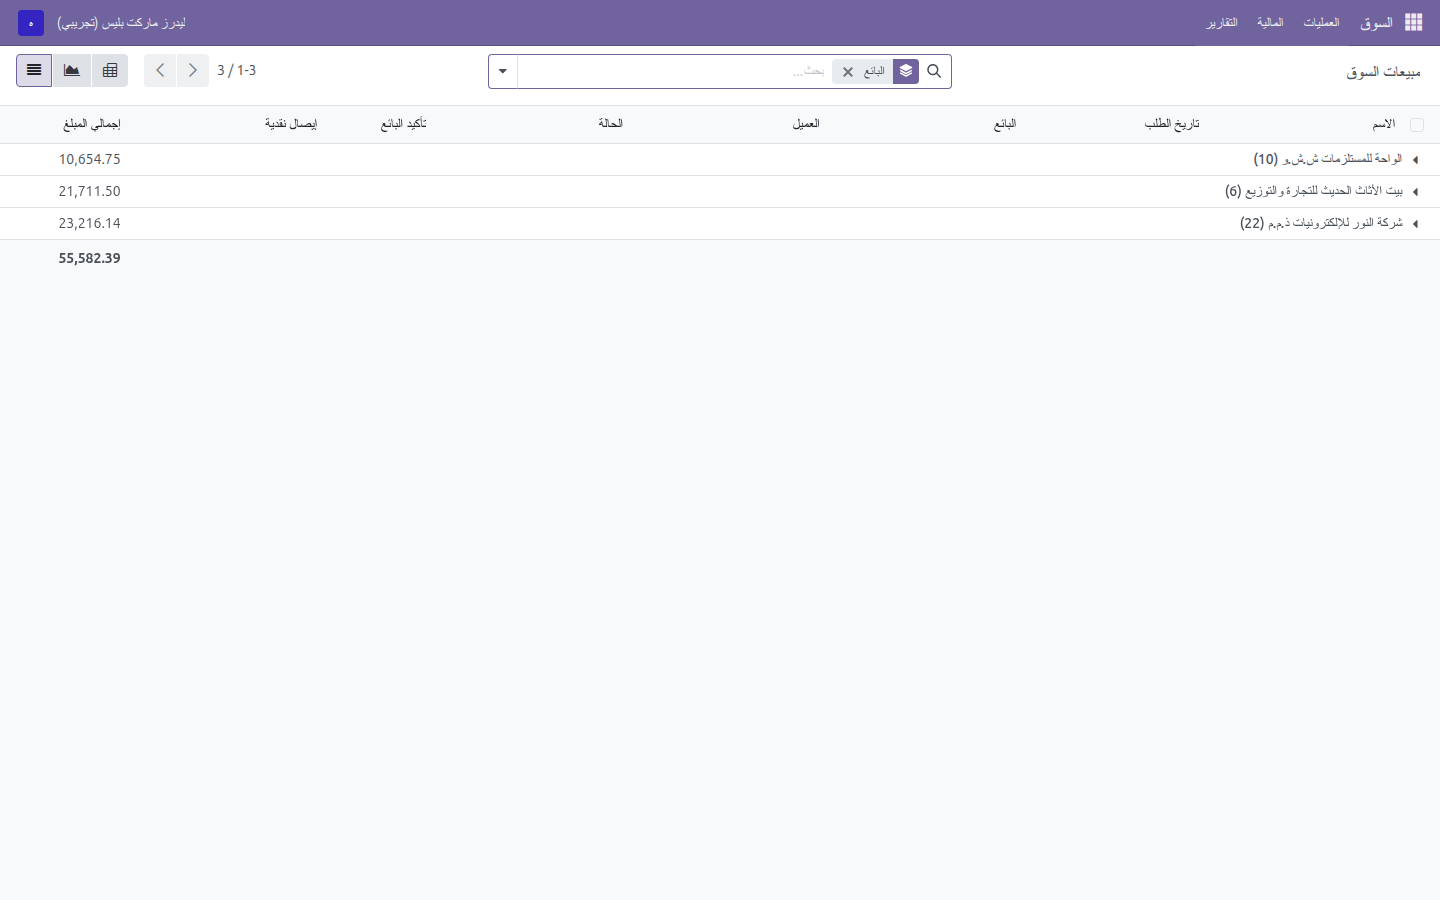 السوق العمليات المالية التقارير ليدرز ماركت بليس (تجريبي) ه
مبيعات السوق البائع بحث... 1-3 / 3
الاسم تاريخ الطلب البائع العميل الحالة تأكيد البائع إيصال نقدية إجمالي المبلغ
الواحة للمستلزمات ش.ش.و (10) 10,654.75
بيت الأثاث الحديث للتجارة والتوزيع (6) 21,711.50
شركة النور للإلكترونيات ذ.م.م (22) 23,216.14
55,582.39